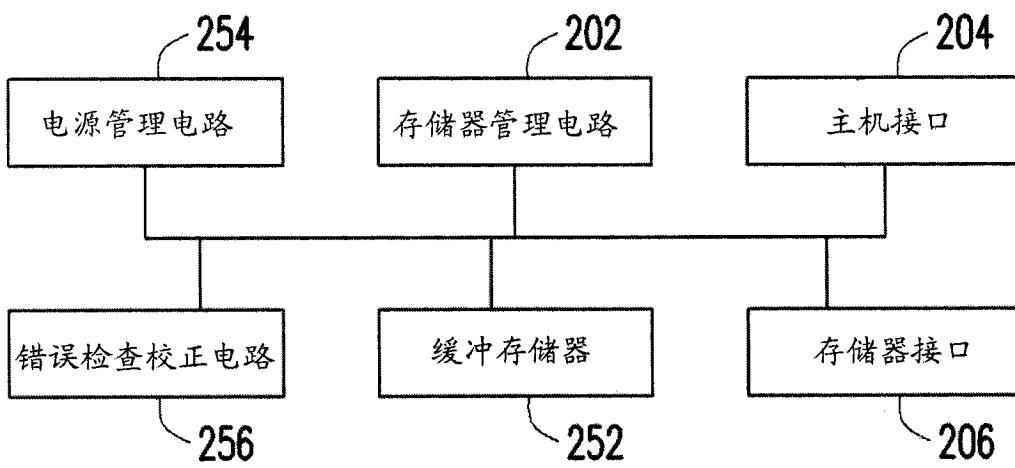 254
202
204
电源管理电路
存储器管理电路
主机接口
错误检查校正电路
缓冲存储器
存储器接口
256
252
206